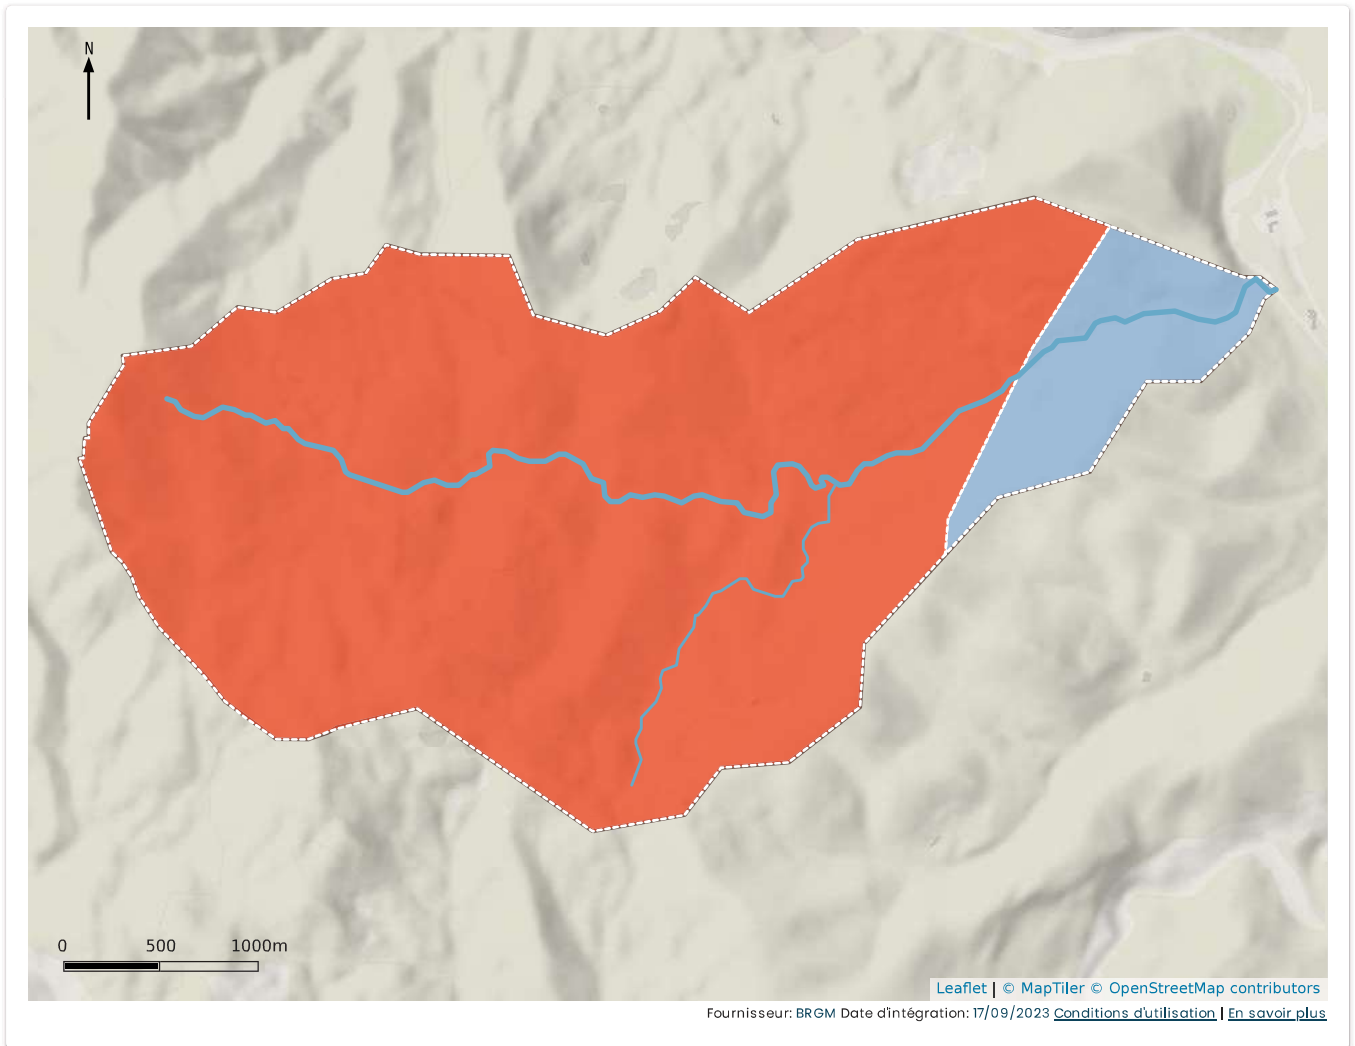 N
0 500 1000m
Leaflet | © MapTiler © OpenStreetMap contributors
Fournisseur: BRGM Date d'intégration: 17/09/2023 Conditions d'utilisation | En savoir plus